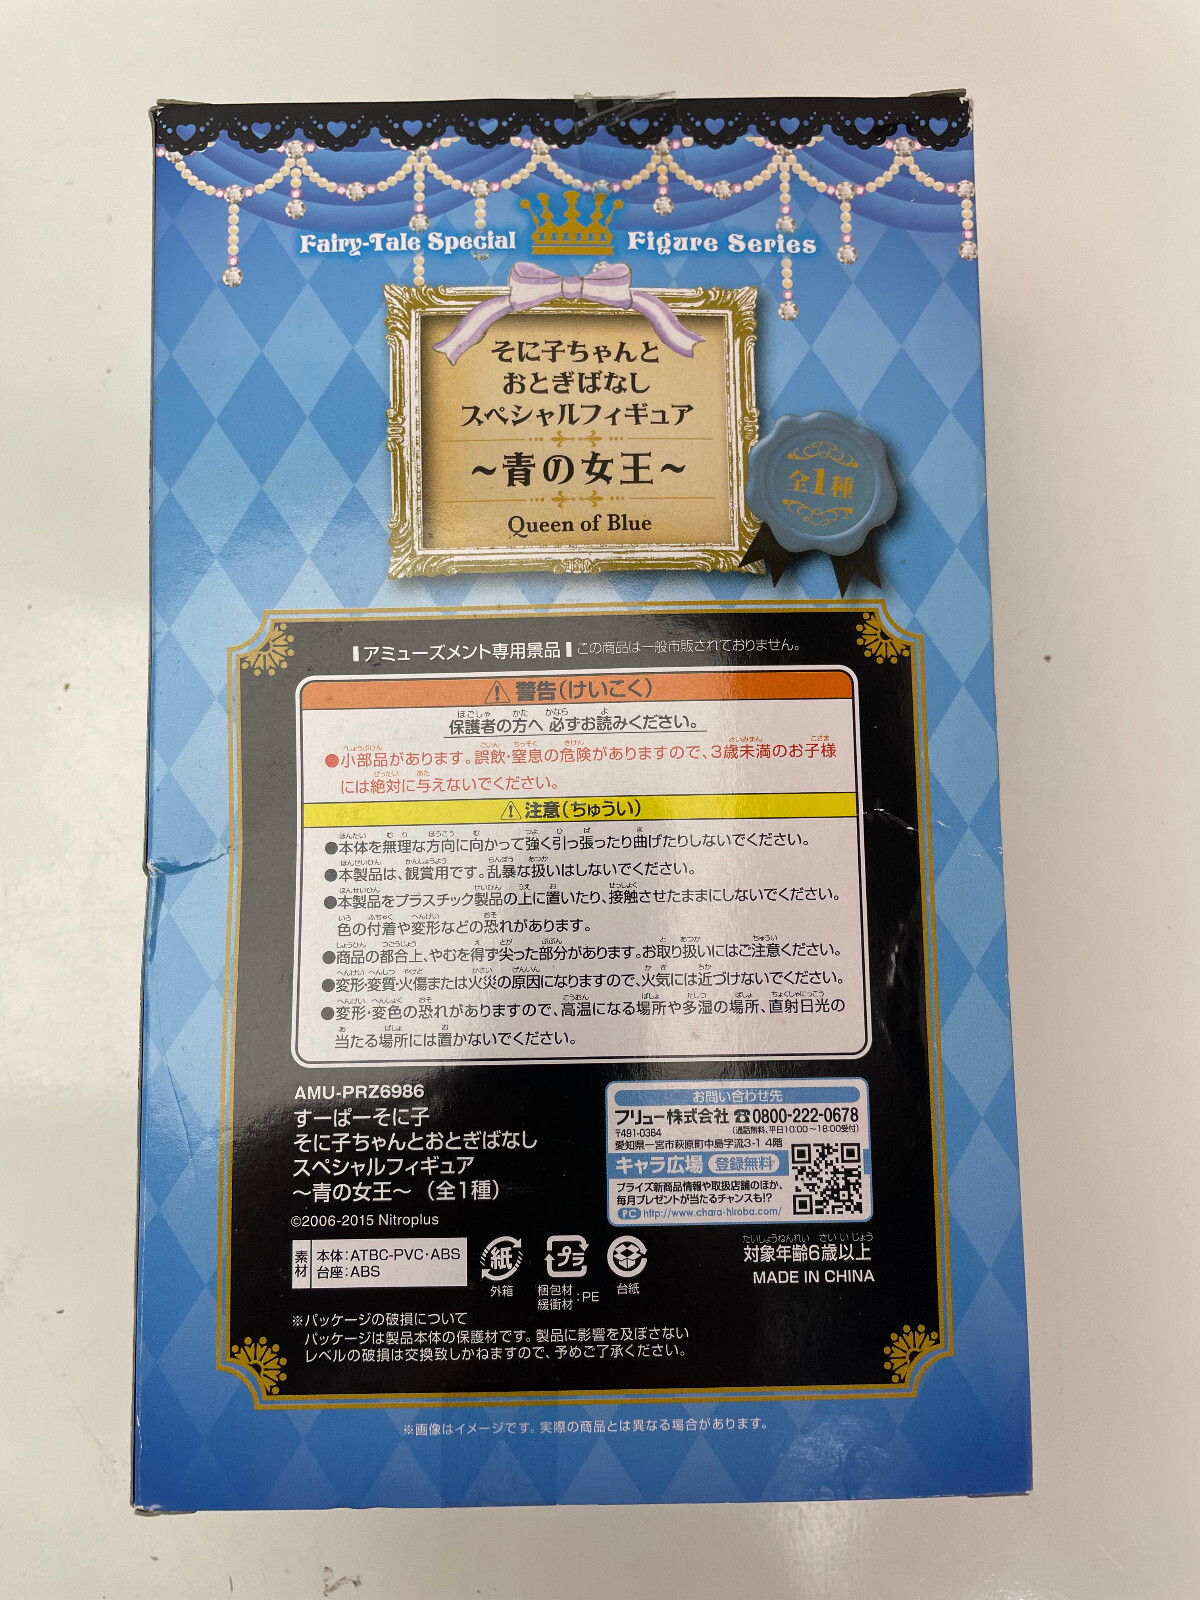 Fairy-Tale Special Figure Series
そに子ちゃんと
おとぎばなし
スペシャルフィギュア
～青の女王～
Queen of Blue
全1種
アミューズメント専用景品 この商品は一般市販されておりません。
⚠警告(けいこく)
保護者の方へ 必ずお読みください。
●小部品があります。誤飲・窒息の危険がありますので、3歳未満のお子様
には絶対に与えないでください。
⚠注意(ちゅうい)
●本体を無理な方向に向かって強く引っ張ったり曲げたりしないでください。
●本製品は、観賞用です。乱暴な扱いはしないでください。
●本製品をプラスチック製品の上に置いたり、接触させたままにしないでください。
色の付着や変形などの恐れがあります。
●商品の都合上、やむを得ず尖った部分があります。お取り扱いにはご注意ください。
●変形・変質・火傷または火災の原因になりますので、火気には近づけないでください。
●変形・変色の恐れがありますので、高温になる場所や多湿の場所、直射日光の
当たる場所には置かないでください。
AMU-PRZ6986
すーぱーそに子
そに子ちゃんとおとぎばなし
スペシャルフィギュア
～青の女王～（全1種）
©2006-2015 Nitroplus
お問い合わせ先
フリュー株式会社 ☎0800-222-0678
〒491-0364 (通話無料、平日10:00～18:00受付)
愛知県一宮市萩原町中島字流3-1 4階
キャラ広場 登録無料
プライズ新商品情報や取扱店舗のほか、
毎月プレゼントが当たるチャンスも!?
PC http://www.chara-hiroba.com/
素材 本体:ATBC-PVC・ABS
台座:ABS
紙 外箱
プラ 梱包材 緩衝材 :PE
台紙
対象年齢6歳以上
MADE IN CHINA
※パッケージの破損について
パッケージは製品本体の保護材です。製品に影響を及ぼさない
レベルの破損は交換致しかねますので、予めご了承ください。
※画像はイメージです。実際の商品とは異なる場合があります。